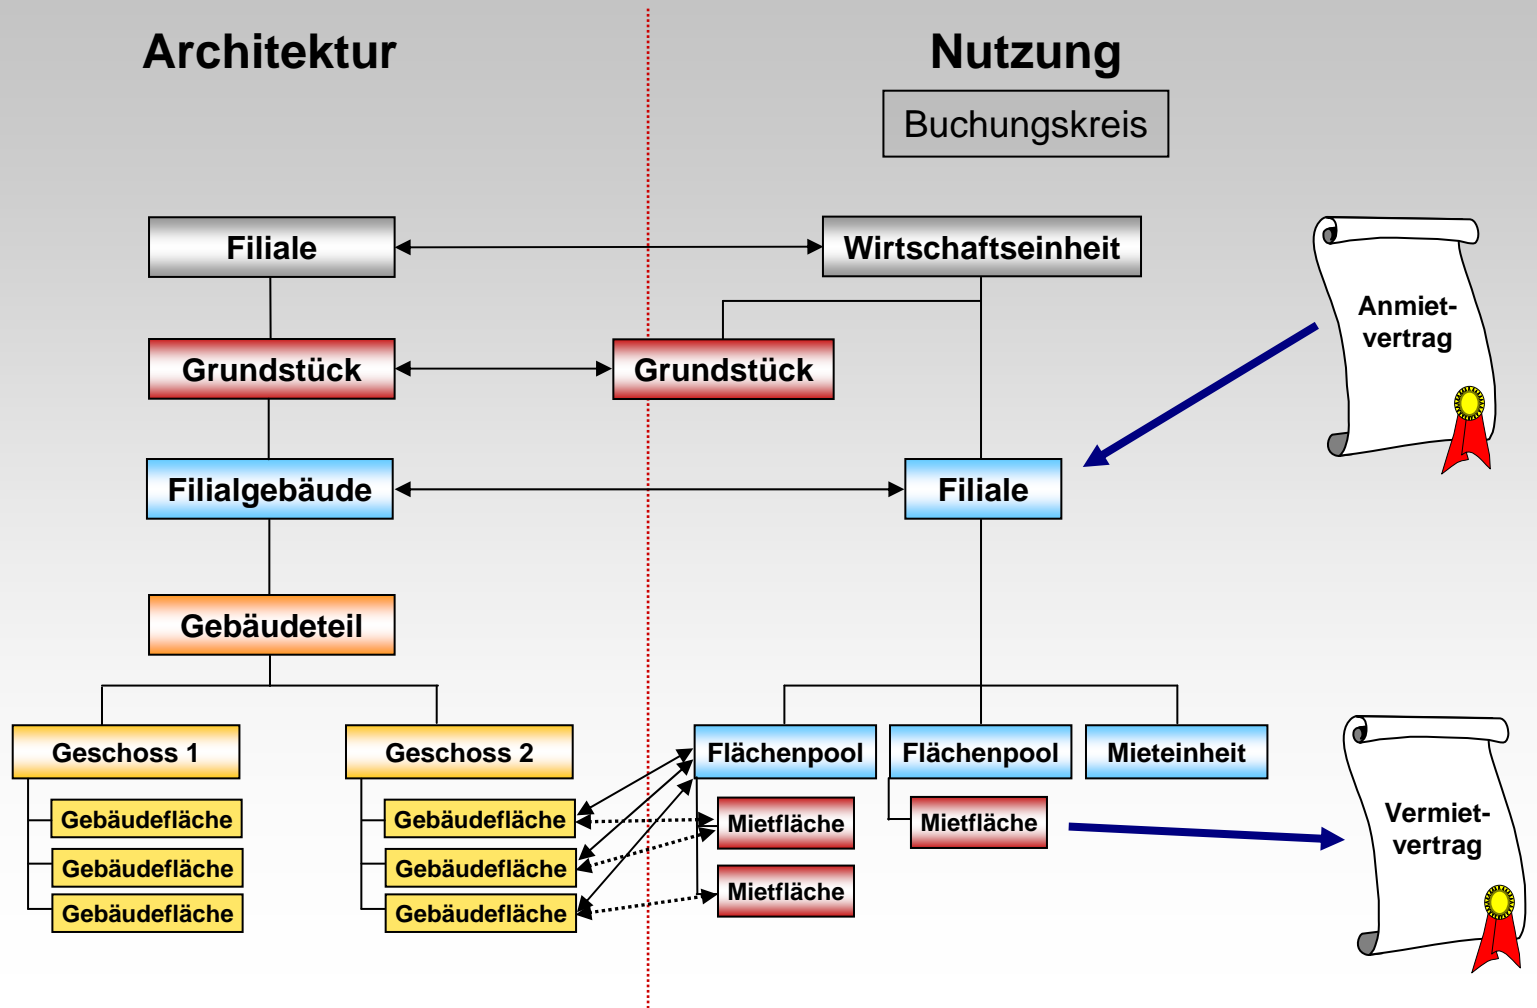 Architektur
Nutzung
Buchungskreis
Filiale
Wirtschaftseinheit
Anmiet-
vertrag
Grundstück
Grundstück
Filialgebäude
Filiale
Gebäudeteil
Geschoss 1
Geschoss 2
Flächenpool
Flächenpool
Mieteinheit
Gebäudefläche
Gebäudefläche
Mietfläche
Mietfläche
Vermiet-
vertrag
Gebäudefläche
Gebäudefläche
Mietfläche
Gebäudefläche
Gebäudefläche